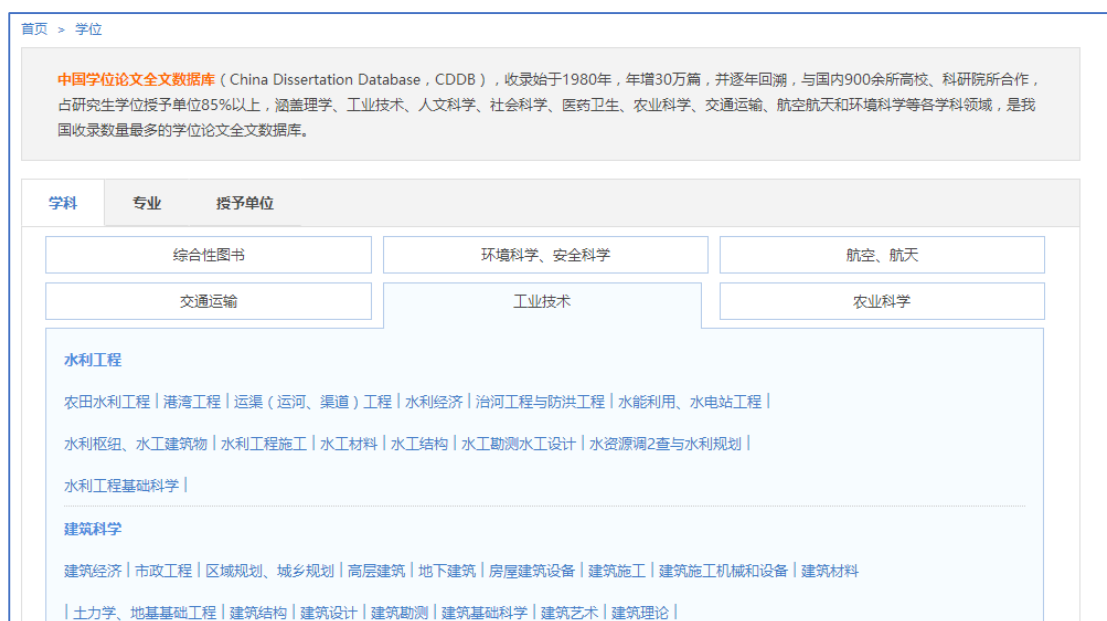 首页 > 学位
中国学位论文全文数据库（China Dissertation Database，CDDB），收录始于1980年，年增30万篇，并逐年回溯，与国内900余所高校、科研院所合作，
占研究生学位授予单位85%以上，涵盖理学、工业技术、人文科学、社会科学、医药卫生、农业科学、交通运输、航空航天和环境科学等各学科领域，是我
国收录数量最多的学位论文全文数据库。
学科 专业 授予单位
综合性图书 环境科学、安全科学 航空、航天
交通运输 工业技术 农业科学
水利工程
农田水利工程 | 港湾工程 | 运渠（运河、渠道）工程 | 水利经济 | 治河工程与防洪工程 | 水能利用、水电站工程 |
水利枢纽、水工建筑物 | 水利工程施工 | 水工材料 | 水工结构 | 水工勘测水工设计 | 水资源调2查与水利规划 |
水利工程基础科学 |
建筑科学
建筑经济 | 市政工程 | 区域规划、城乡规划 | 高层建筑 | 地下建筑 | 房屋建筑设备 | 建筑施工 | 建筑施工机械和设备 | 建筑材料
| 土力学、地基基础工程 | 建筑结构 | 建筑设计 | 建筑勘测 | 建筑基础科学 | 建筑艺术 | 建筑理论 |